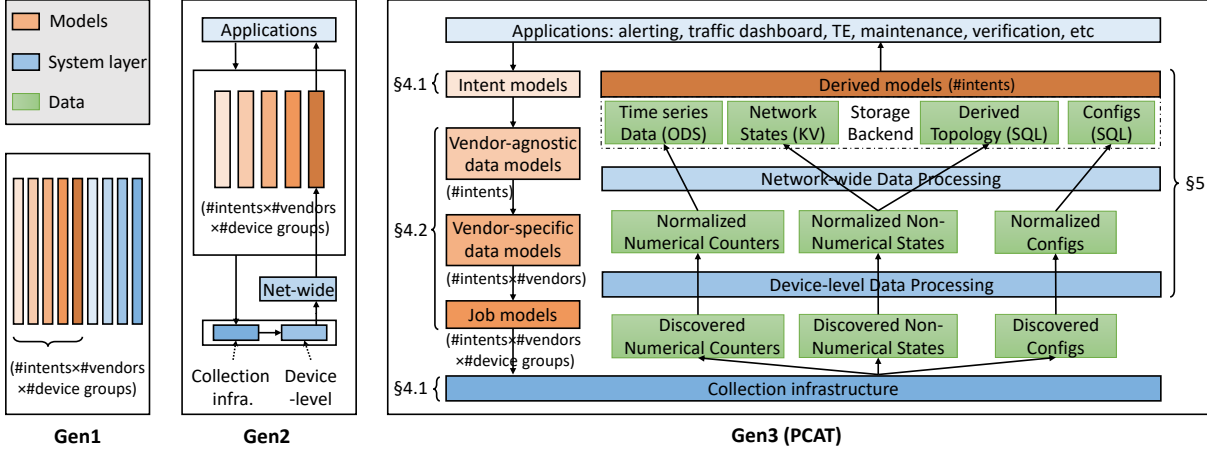 Models
System layer
Data
(#intents×#vendors
×#device groups)
Gen1
Applications
(#intents×#vendors
×#device groups)
Net-wide
Collection
infra.
Device
-level
Gen2
Applications: alerting, traffic dashboard, TE, maintenance, verification, etc
§4.1
Intent models
Derived models (#intents)
Time series
Data (ODS)
Network
States (KV)
Storage
Backend
Derived
Topology (SQL)
Configs
(SQL)
Vendor-agnostic
data models
(#intents)
Network-wide Data Processing
§5
§4.2
Vendor-specific
data models
(#intents×#vendors)
Normalized
Numerical Counters
Normalized Non-
Numerical States
Normalized
Configs
Device-level Data Processing
Job models
(#intents×#vendors
×#device groups)
Discovered
Numerical Counters
Discovered Non-
Numerical States
Discovered
Configs
§4.1
Collection infrastructure
Gen3 (PCAT)